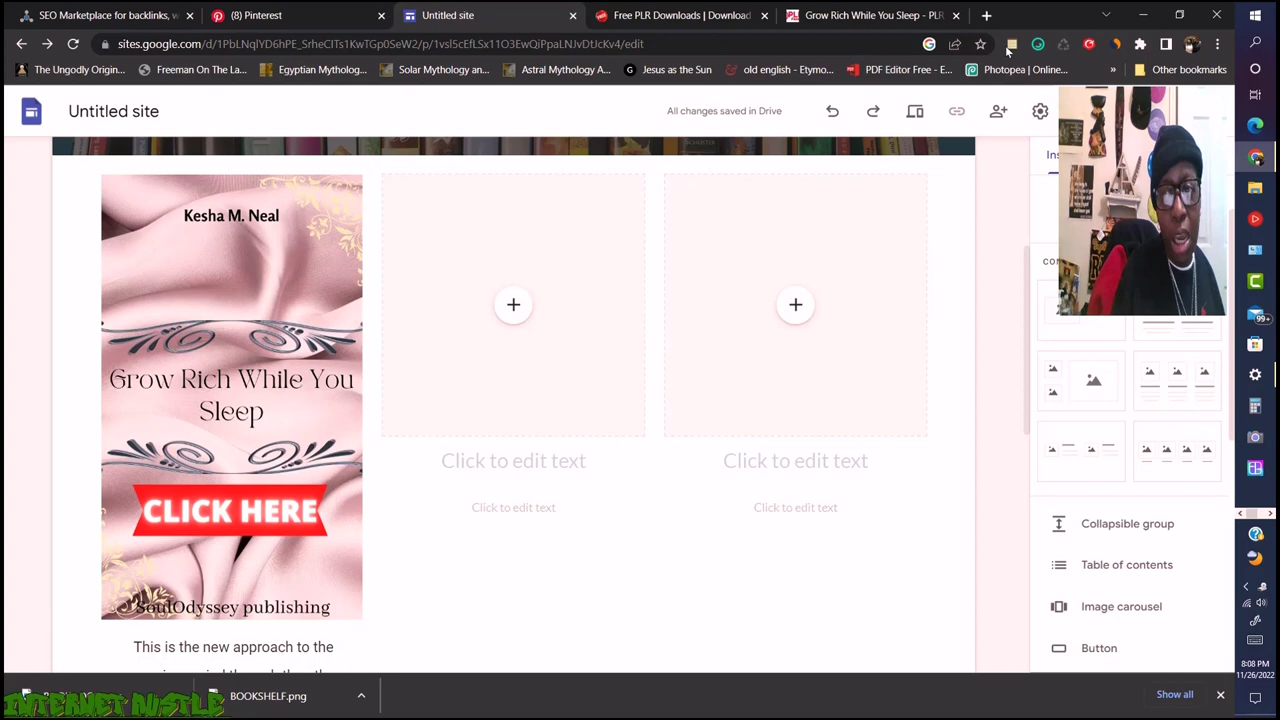 SEO Marketplace for backlinks, w
(8) Pinterest
Untitled site
Free PLR Downloads | Download
Grow Rich While You Sleep - PLR
sites.google.com/d/1PbLNqlYD6hPE_SrheCITs1KwTGp0SeW2/p/1vsl5cEfLSx11O3EwQiPpaLNJvDUcKv4/edit
The Ungodly Origin...
Freeman On The La...
Egyptian Mytholog...
Solar Mythology an...
Astral Mythology A...
Jesus as the Sun
old english - Etymo...
PDF Editor Free - E...
Photopea | Online...
»
Other bookmarks
Untitled site
All changes saved in Drive
Ins
Kesha M. Neal
Grow Rich While You
Sleep
CLICK HERE
SoulOdyssey publishing
This is the new approach to the
Click to edit text
Click to edit text
Click to edit text
Click to edit text
Collapsible group
Table of contents
Image carousel
Button
BOOKSHELF.png
Show all
INTERNET HUSTLE
99+
8:08 PM
11/26/2022